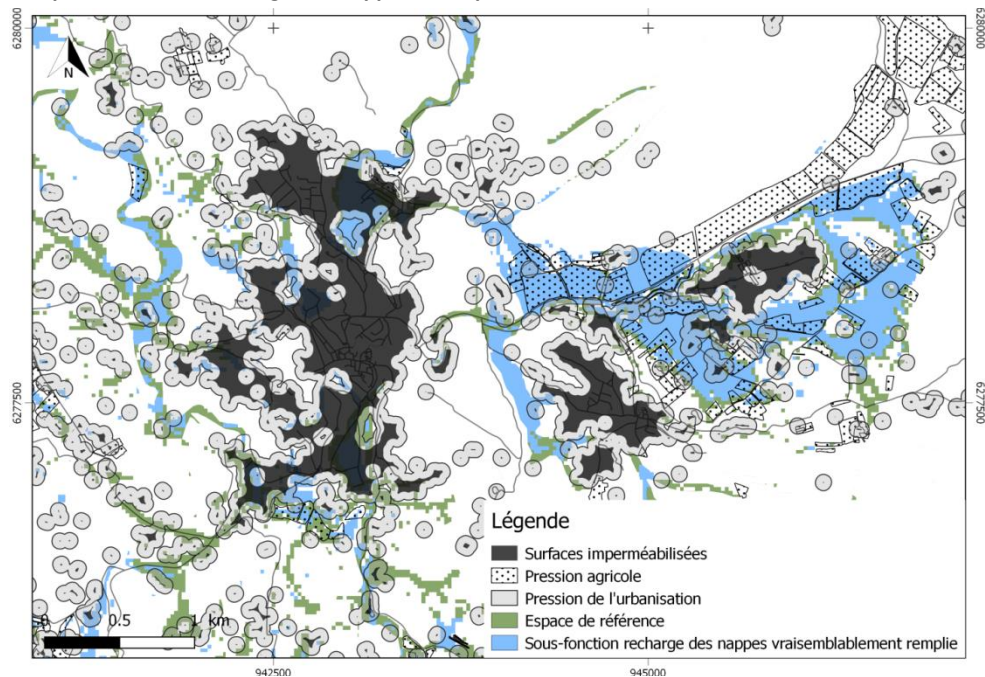 6280000
6280000
N
6277500
6277500
Légende
Surfaces imperméabilisées
Pression agricole
Pression de l'urbanisation
Espace de référence
Sous-fonction recharge des nappes vraisemblablement remplie
0 0.5 1 km
942500
945000